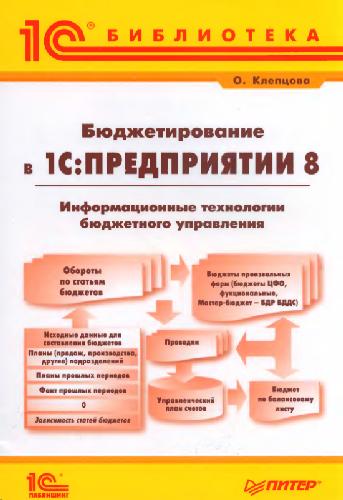 1С БИБЛИОТЕКА
О. Клепцова
Бюджетирование
в 1С:ПРЕДПРИЯТИИ 8
Информационные технологии
бюджетного управления
Обороты
по статьям
бюджетов
Бюджеты произвольных
форм (бюджеты ЦФО,
фукциональные,
Мастер-бюджет – БДР БДДС)
Исходные данные для
составления бюджетов
Планы (продаж, производства,
другие) подразделений
Планы прошлых периодов
Факт прошлых периодов
0
Зависимость статей бюджетов
Проводки
Управленческий
план счетов
Бюджет
по балансовому
листу
1С
ПАБЛИШИНГ
ПИТЕР